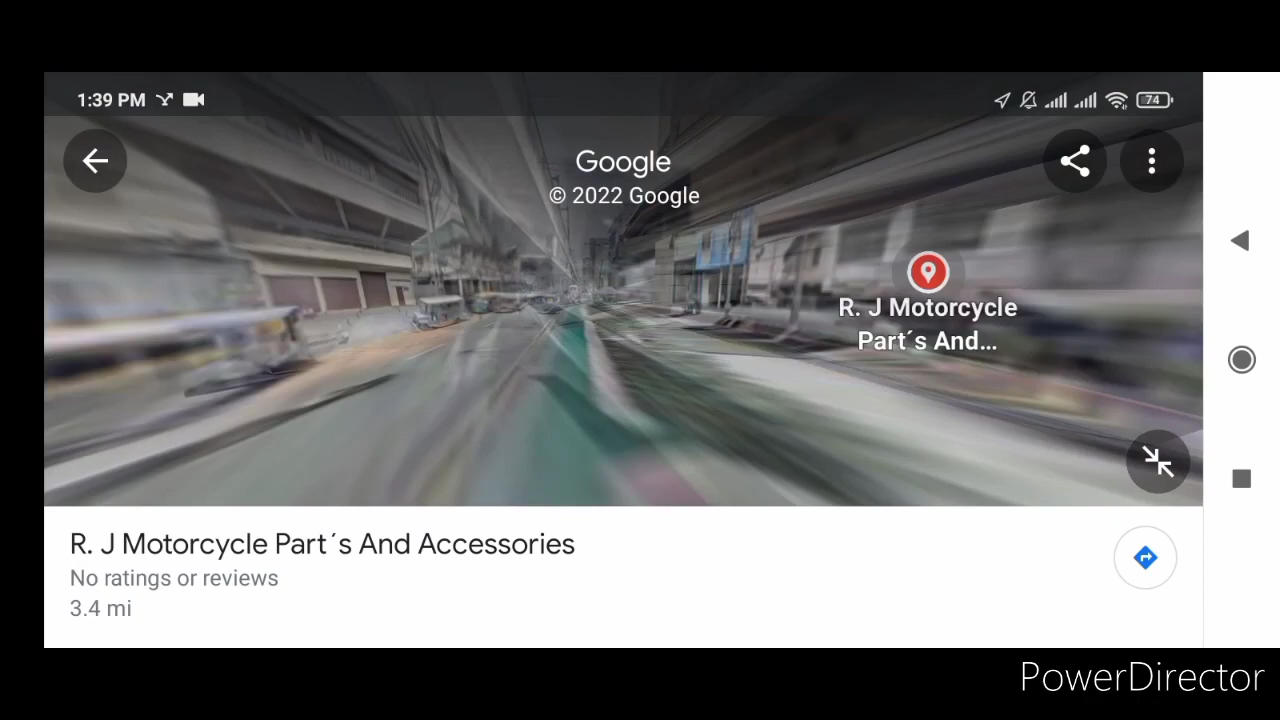 1:39 PM
74
Google
© 2022 Google
R. J Motorcycle
Part´s And...
R. J Motorcycle Part´s And Accessories
No ratings or reviews
3.4 mi
PowerDirector